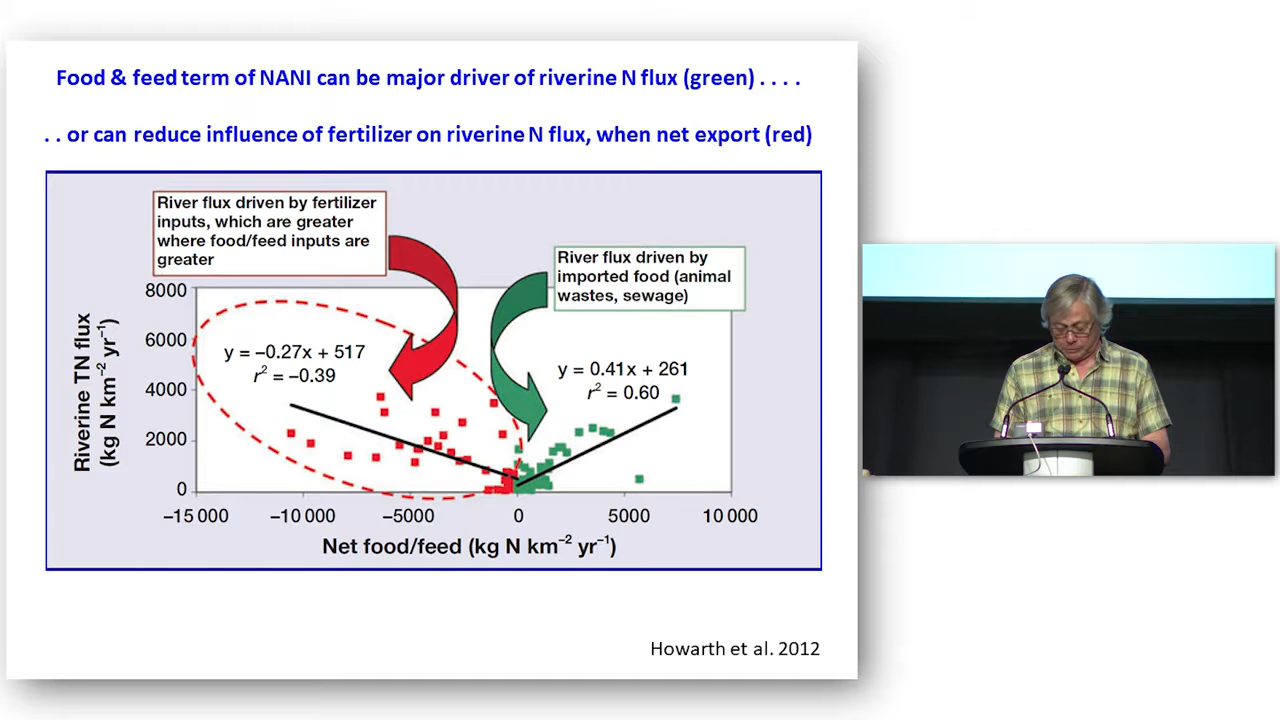 Food & feed term of NANI can be major driver of riverine N flux (green) . . . .
. . or can reduce influence of fertilizer on riverine N flux, when net export (red)
River flux driven by fertilizer
inputs, which are greater
where food/feed inputs are
greater
River flux driven by
imported food (animal
wastes, sewage)
8000
6000
4000
2000
0
Riverine TN flux
(kg N km⁻² yr⁻¹)
y = −0.27x + 517
r² = −0.39
y = 0.41x + 261
r² = 0.60
−15 000 −10 000 −5000 0 5000 10 000
Net food/feed (kg N km⁻² yr⁻¹)
Howarth et al. 2012